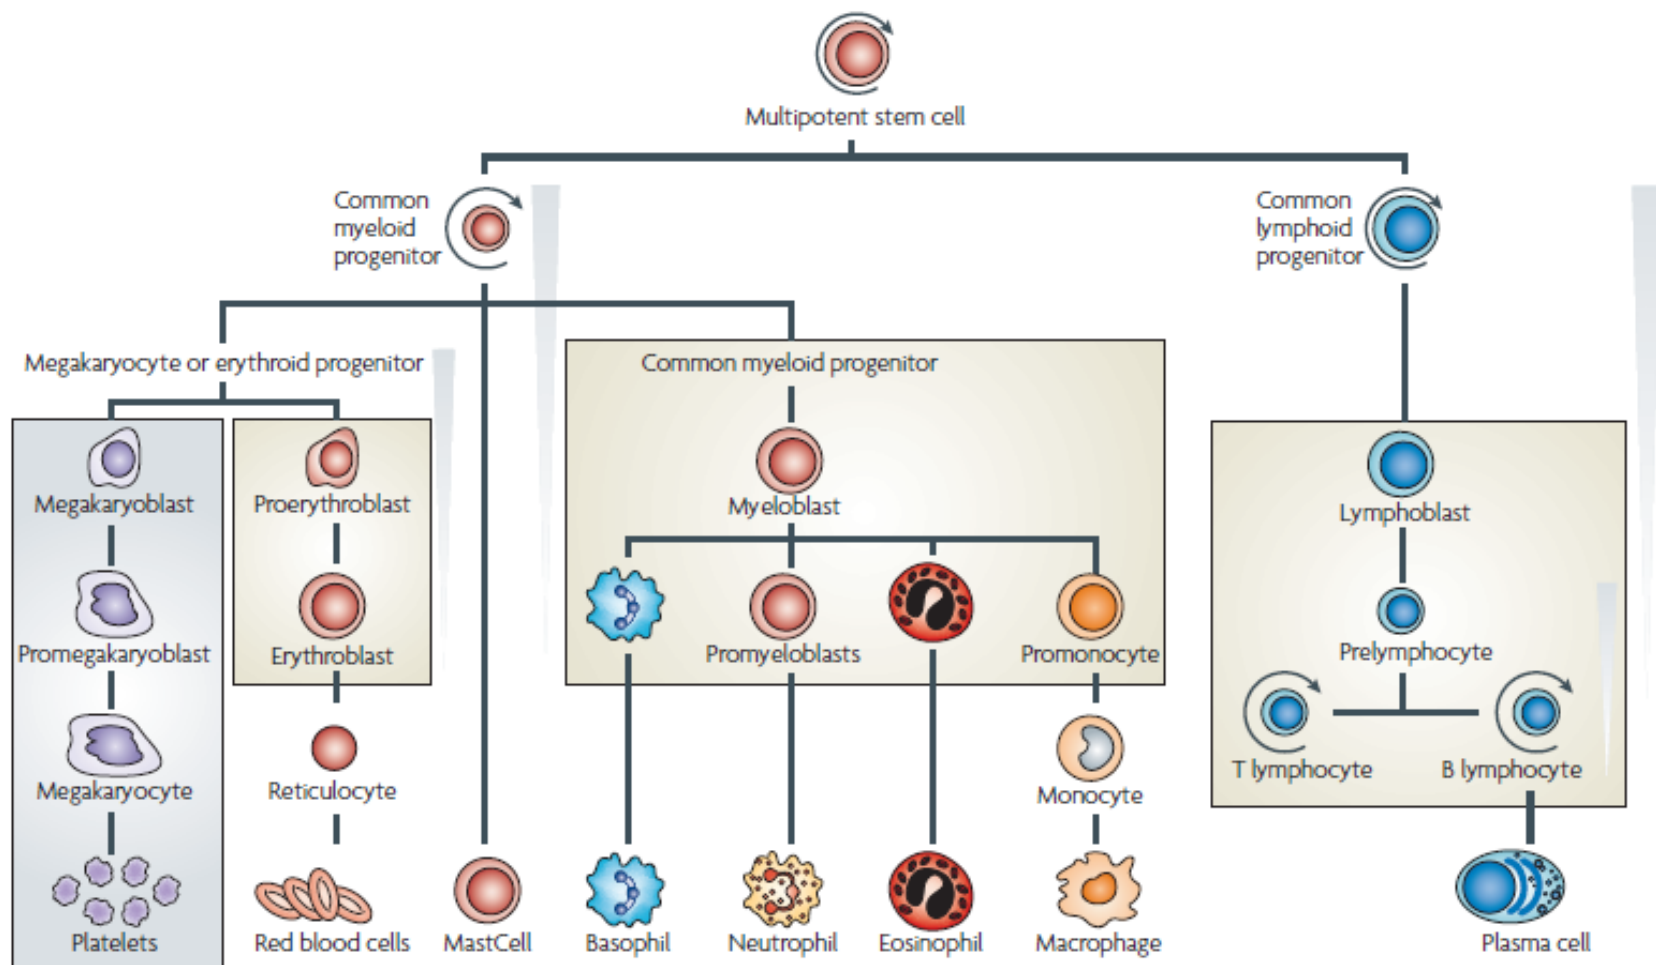 Multipotent stem cell
Common
myeloid
progenitor
Common
lymphoid
progenitor
Megakaryocyte or erythroid progenitor
Common myeloid progenitor
Megakaryoblast
Proerythroblast
Myeloblast
Lymphoblast
Promegakaryoblast
Erythroblast
Promyeloblasts
Promonocyte
Prelymphocyte
Megakaryocyte
Reticulocyte
Monocyte
T lymphocyte
B lymphocyte
Platelets
Red blood cells
MastCell
Basophil
Neutrophil
Eosinophil
Macrophage
Plasma cell